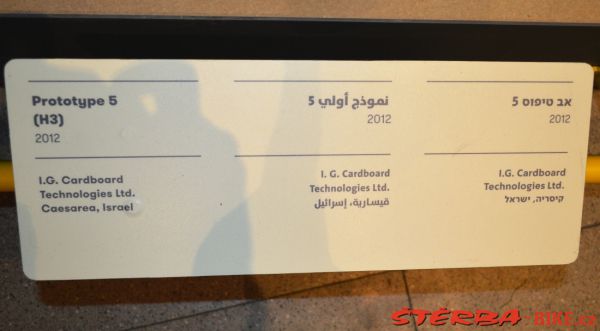 Prototype 5
(H3)
2012
I.G. Cardboard
Technologies Ltd.
Caesarea, Israel
نموذج أولي 5
2012
I. G. Cardboard
Technologies Ltd.
قيسارية، إسرائيل
אב טיפוס 5
2012
I.G. Cardboard
Technologies Ltd.
קיסריה, ישראל
ŠTĚRBA-BIKE.cz